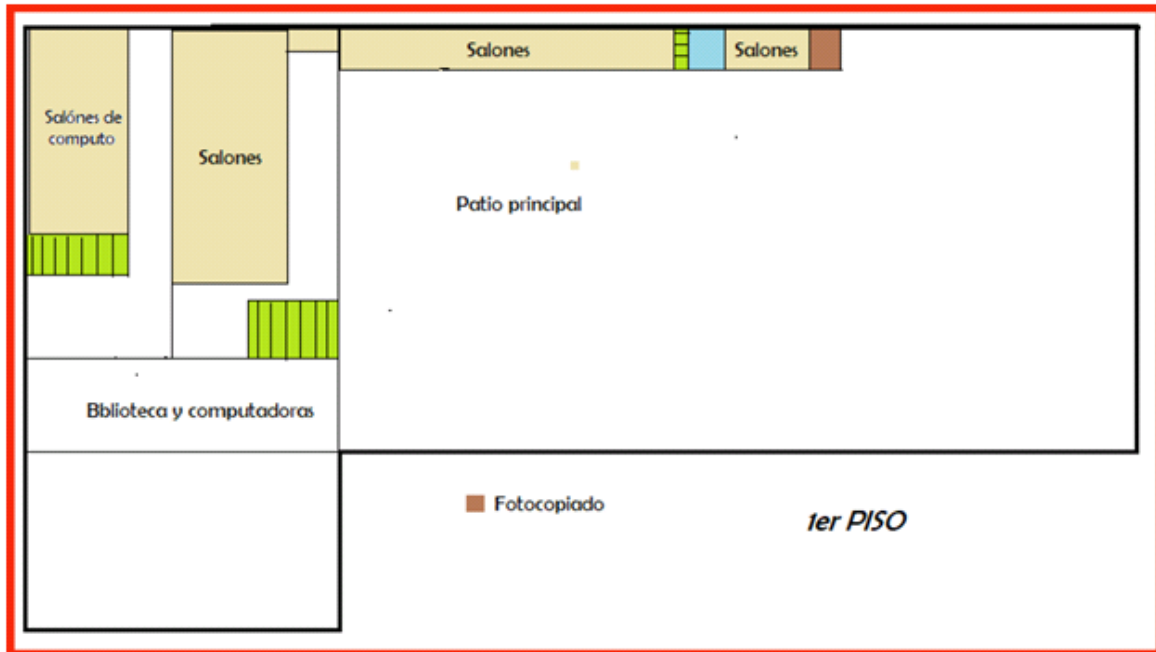 Salones
Salones
Salónes de
computo
Salones
Patio principal
Bblioteca y computadoras
Fotocopiado
1er PISO